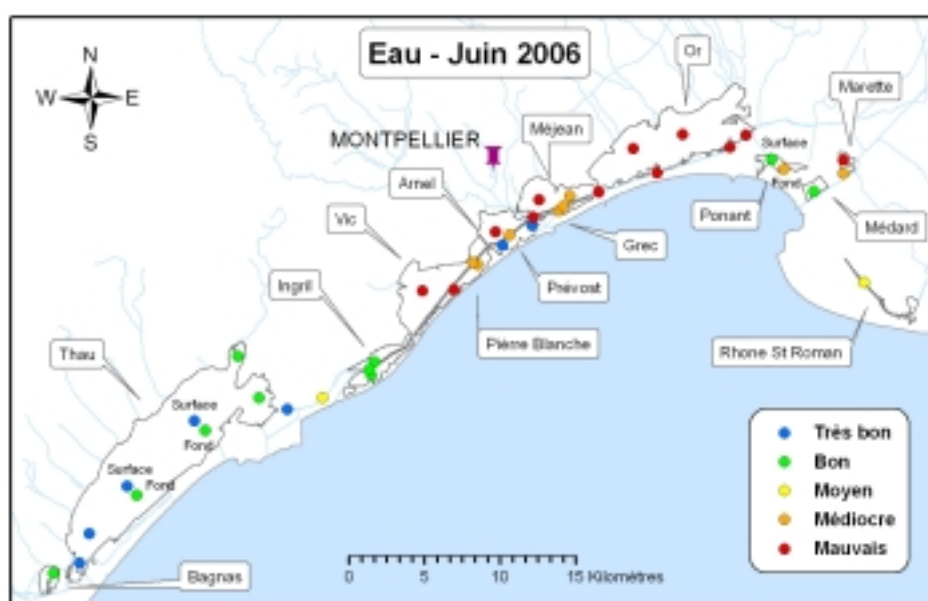 Eau - Juin 2006
N
W E
S
Or
Marette
Méjean
MONTPELLIER
Arnel
Surface
Fond
Vic
Ponant
Médard
Grec
Ingril
Prévost
Pierre Blanche
Rhone St Roman
Thau
Surface
Fond
Surface
Fond
Bagnas
Très bon
Bon
Moyen
Médiocre
Mauvais
0 5 10 15 Kilomètres